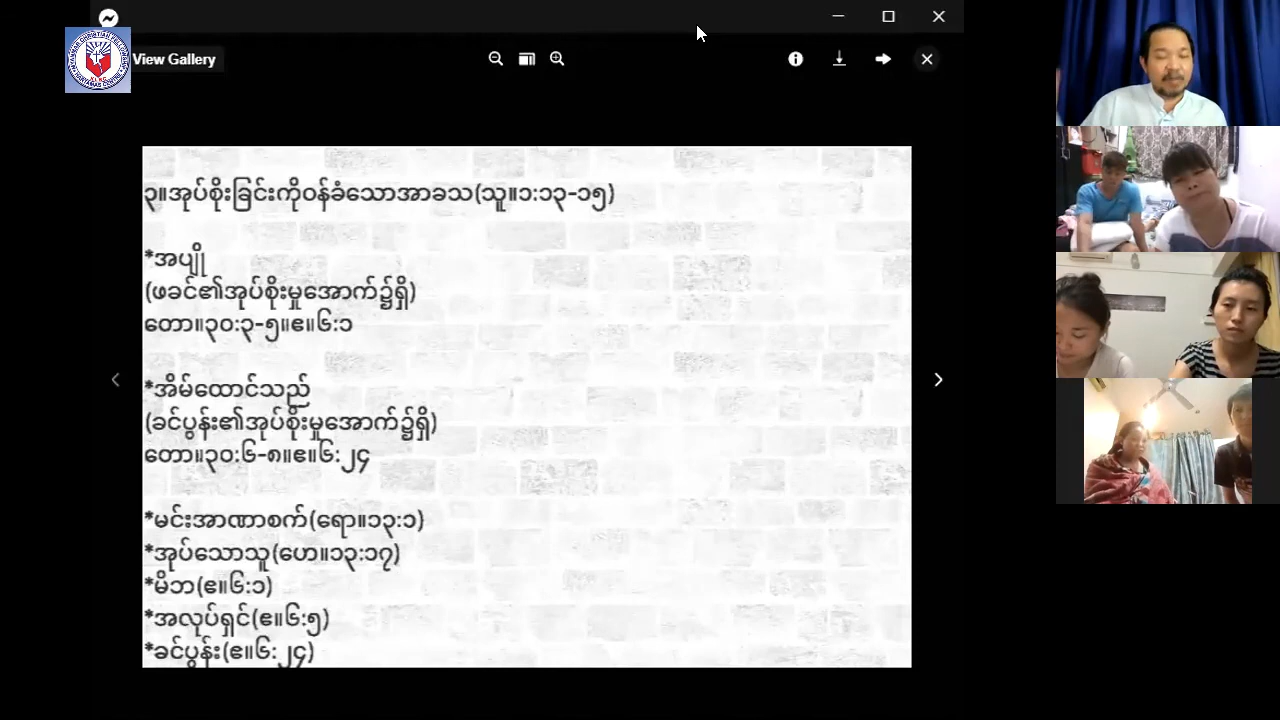 View Gallery
၃။အုပ်စိုးခြင်းကိုဝန်ခံသောအာခသ(သူ။၁:၁၃-၁၅)
*အပျို
(ဖခင်၏အုပ်စိုးမှုအောက်၌ရှိ)
တော။၃၀:၃-၅။ဧ။၆:၁
*အိမ်ထောင်သည်
(ခင်ပွန်း၏အုပ်စိုးမှုအောက်၌ရှိ)
တော။၃၀:၆-၈။ဧ။၆:၂၄
*မင်းအာဏာစက်(ရော။၁၃:၁)
*အုပ်သောသူ(ဟေ။၁၃:၁၇)
*မိဘ(ဧ။၆:၁)
*အလုပ်ရှင်(ဧ။၆:၅)
*ခင်ပွန်း(ဧ။၆:၂၄)